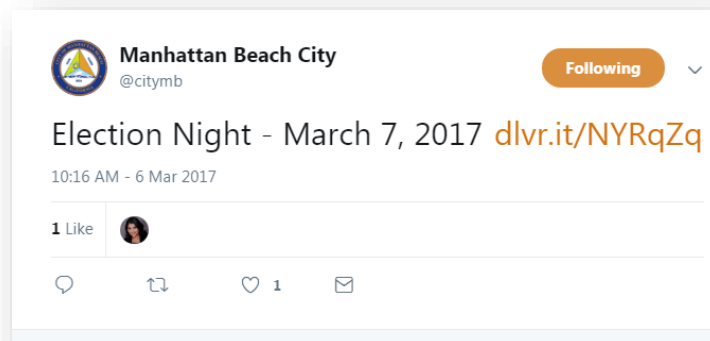 Manhattan Beach City
@citymb
Following
Election Night - March 7, 2017 dlvr.it/NYRqZq
10:16 AM - 6 Mar 2017
1 Like
1